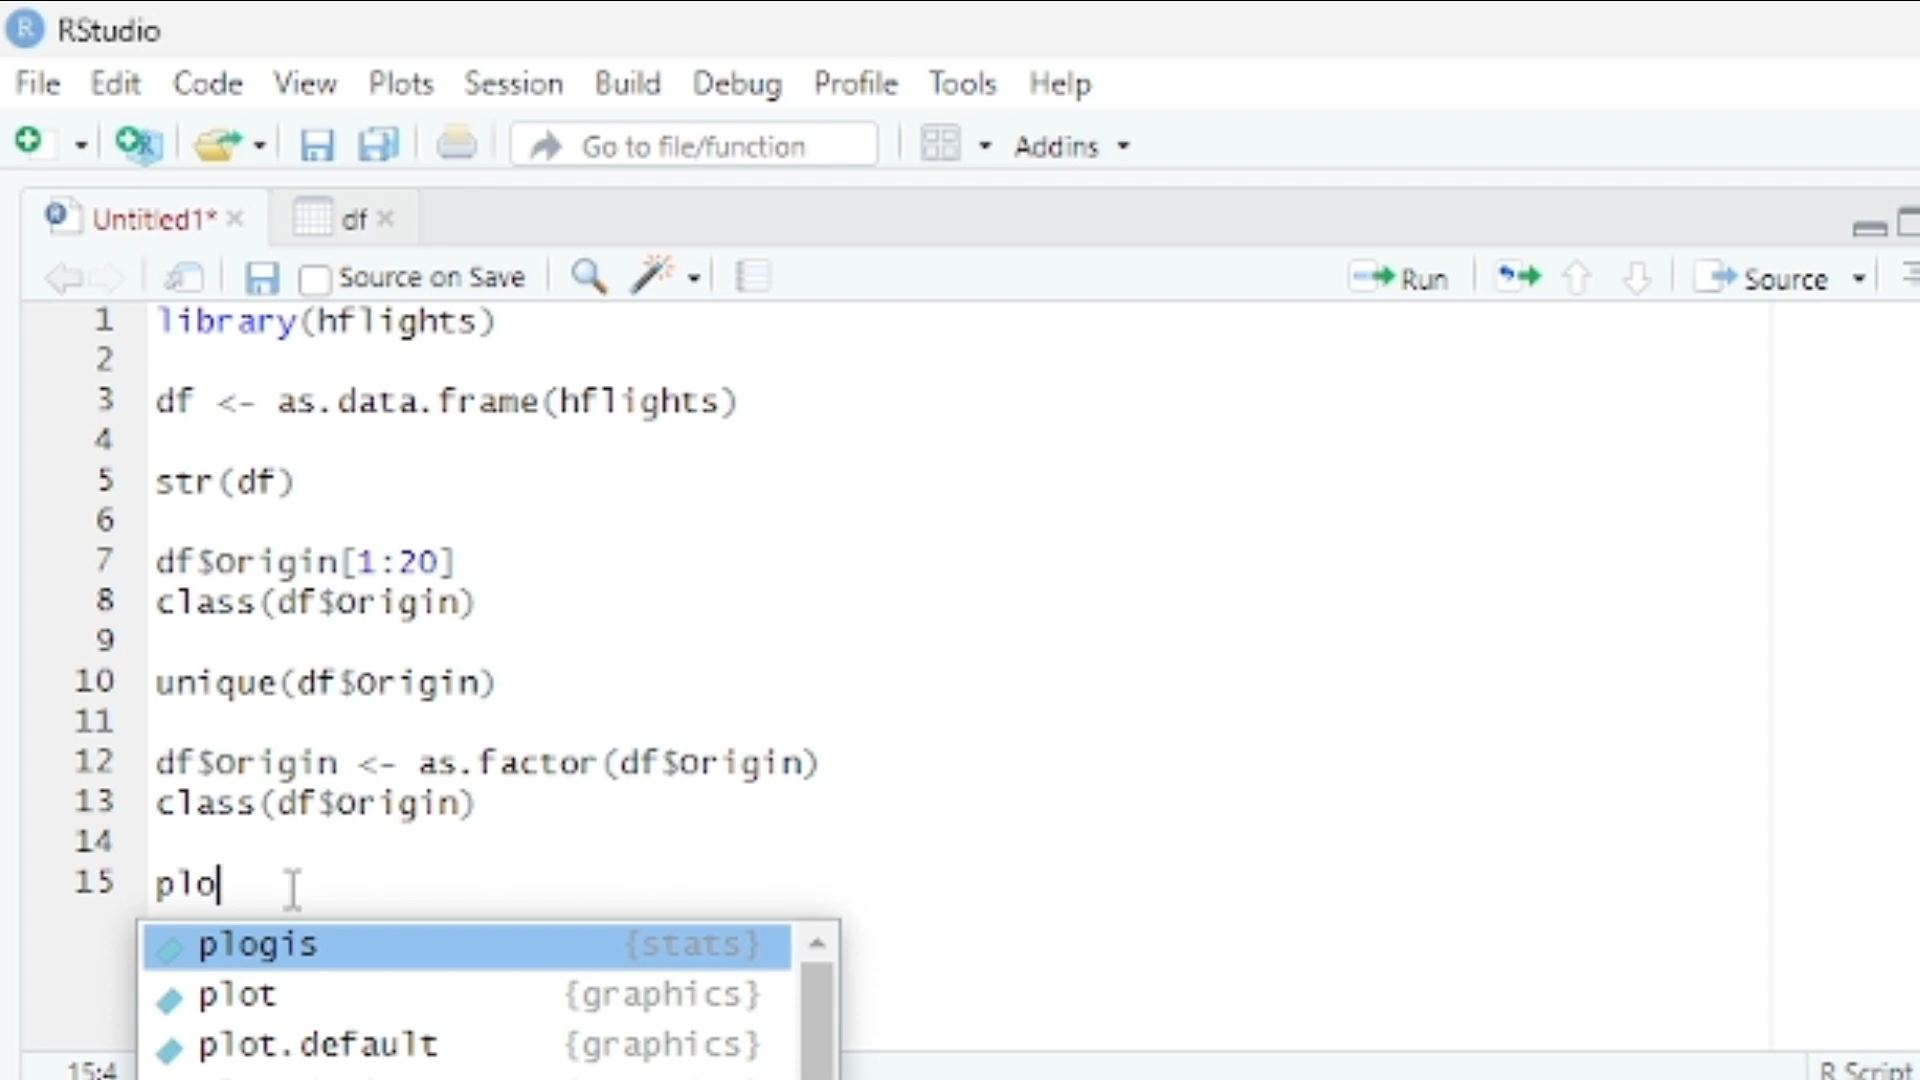 RStudio
File Edit Code View Plots Session Build Debug Profile Tools Help
Go to file/function Addins
Untitled1* df
Source on Save Run Source
1 library(hflights)
2
3 df <- as.data.frame(hflights)
4
5 str(df)
6
7 df$Origin[1:20]
8 class(df$Origin)
9
10 unique(df$Origin)
11
12 df$Origin <- as.factor(df$Origin)
13 class(df$Origin)
14
15 plo
plogis {stats}
plot {graphics}
plot.default {graphics}
15:4 R Script